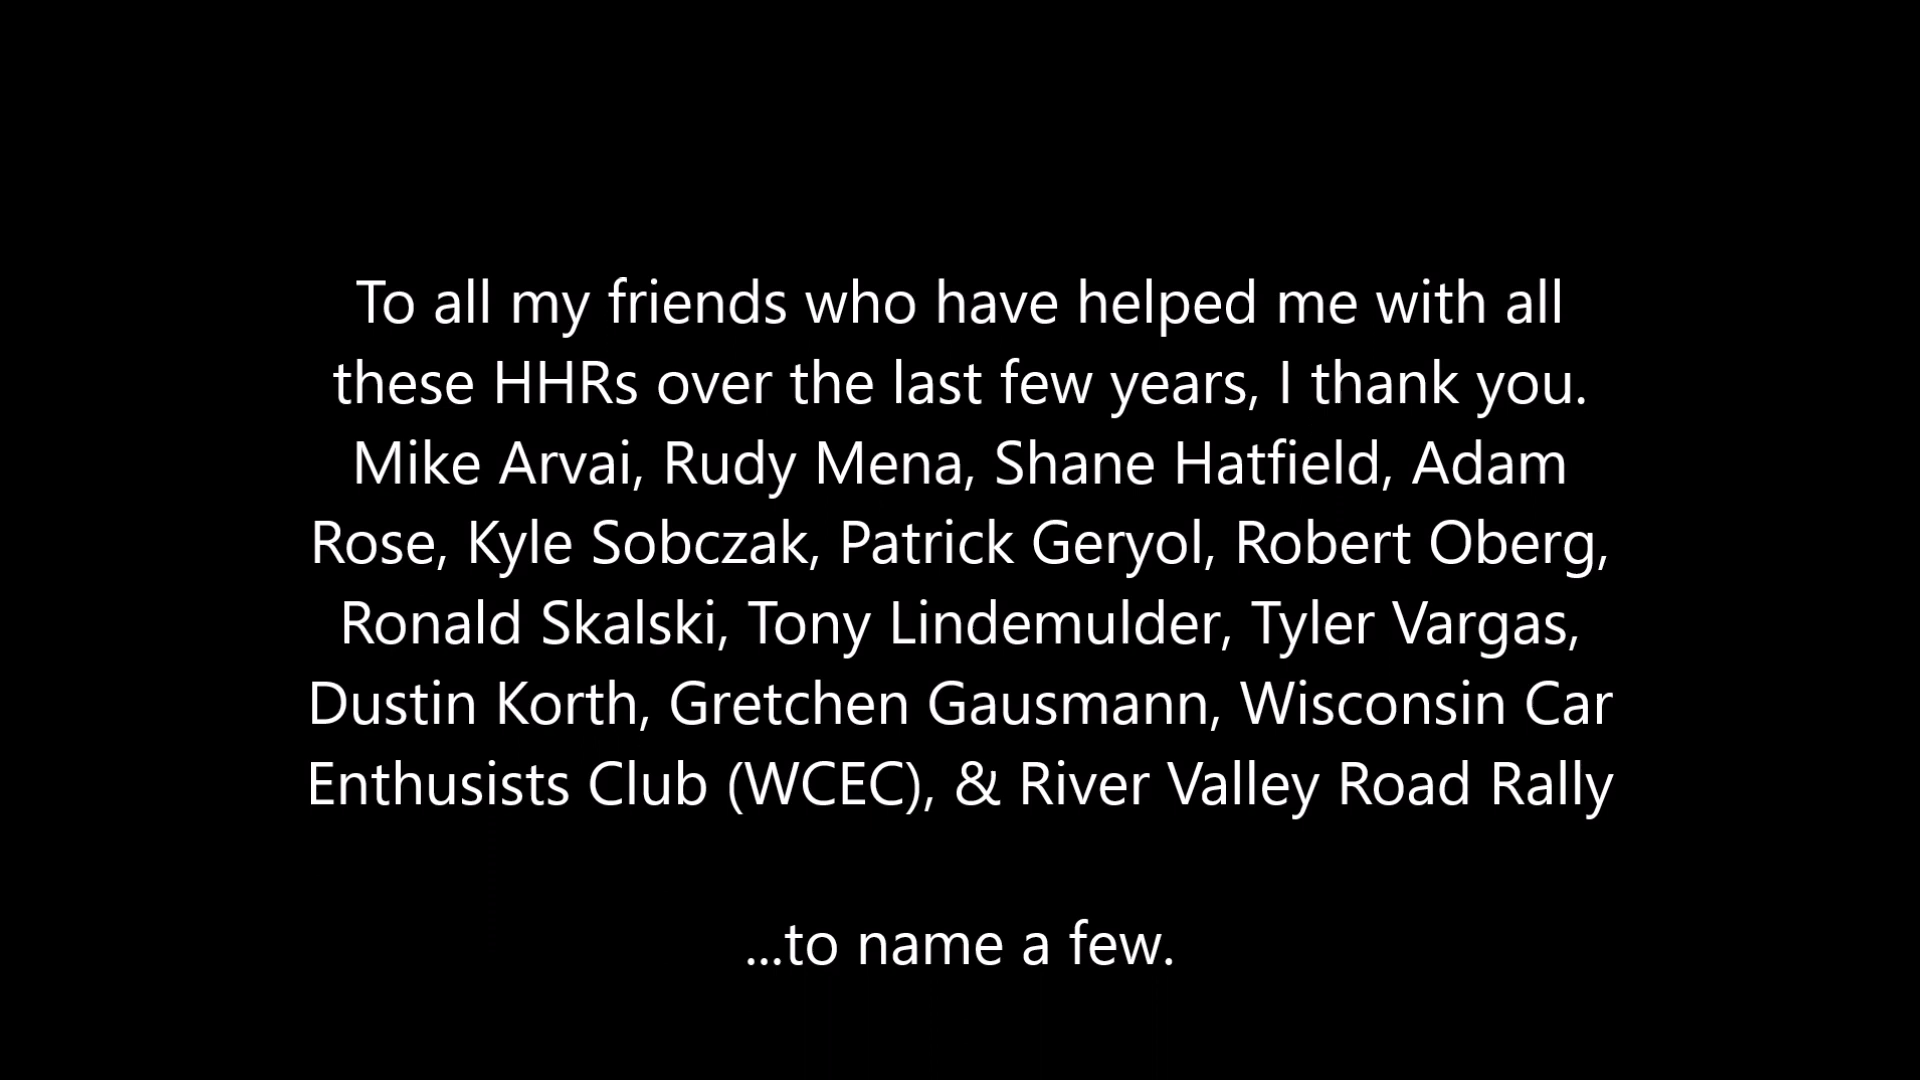 To all my friends who have helped me with all
these HHRs over the last few years, I thank you.
Mike Arvai, Rudy Mena, Shane Hatfield, Adam
Rose, Kyle Sobczak, Patrick Geryol, Robert Oberg,
Ronald Skalski, Tony Lindemulder, Tyler Vargas,
Dustin Korth, Gretchen Gausmann, Wisconsin Car
Enthusists Club (WCEC), & River Valley Road Rally
...to name a few.